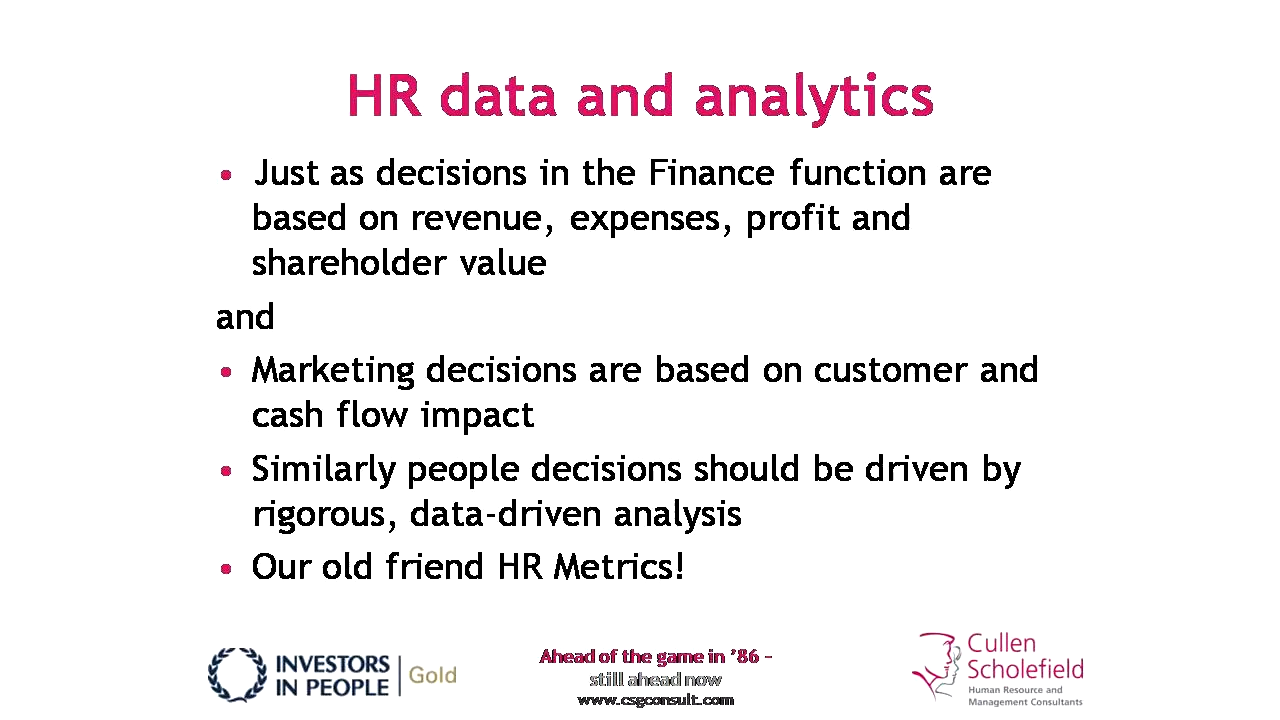 HR data and analytics
• Just as decisions in the Finance function are
based on revenue, expenses, profit and
shareholder value
and
• Marketing decisions are based on customer and
cash flow impact
• Similarly people decisions should be driven by
rigorous, data-driven analysis
• Our old friend HR Metrics!
INVESTORS
IN PEOPLE
Gold
Ahead of the game in '86 –
still ahead now
www.csgconsult.com
Cullen
Scholefield
Human Resource and
Management Consultants